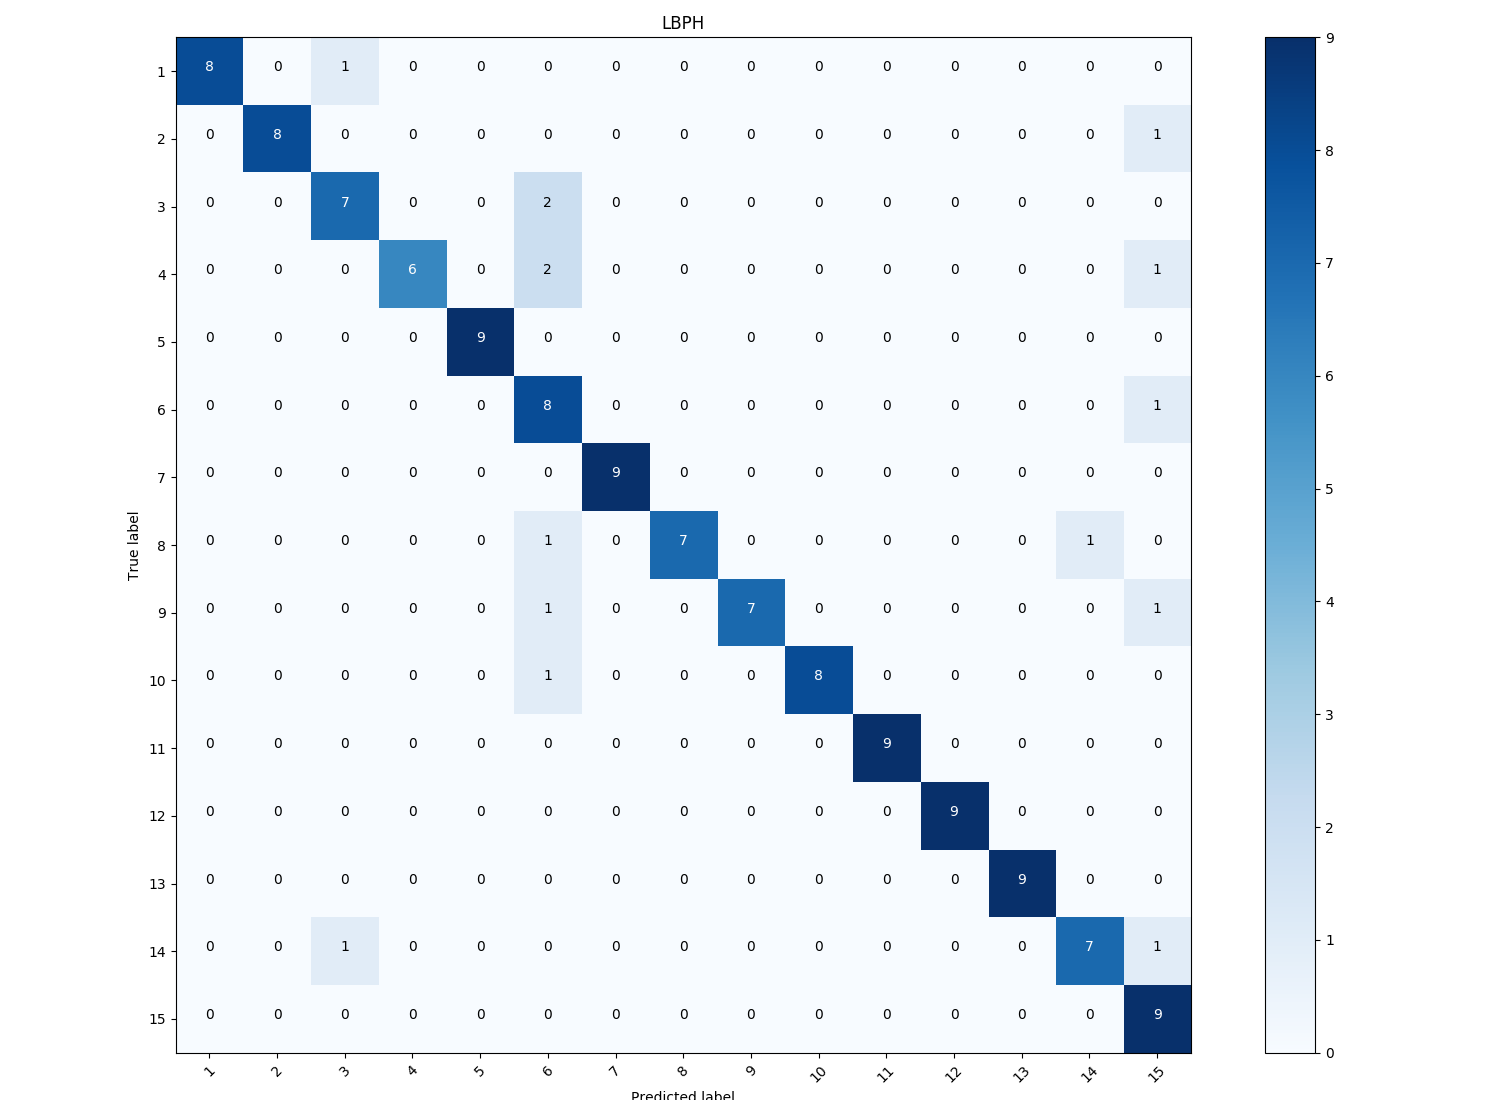 LBPH
1 8 0 1 0 0 0 0 0 0 0 0 0 0 0 0
2 0 8 0 0 0 0 0 0 0 0 0 0 0 0 1
3 0 0 7 0 0 2 0 0 0 0 0 0 0 0 0
4 0 0 0 6 0 2 0 0 0 0 0 0 0 0 1
5 0 0 0 0 9 0 0 0 0 0 0 0 0 0 0
6 0 0 0 0 0 8 0 0 0 0 0 0 0 0 1
7 0 0 0 0 0 0 9 0 0 0 0 0 0 0 0
8 0 0 0 0 0 1 0 7 0 0 0 0 0 1 0
9 0 0 0 0 0 1 0 0 7 0 0 0 0 0 1
10 0 0 0 0 0 1 0 0 0 8 0 0 0 0 0
11 0 0 0 0 0 0 0 0 0 0 9 0 0 0 0
12 0 0 0 0 0 0 0 0 0 0 0 9 0 0 0
13 0 0 0 0 0 0 0 0 0 0 0 0 9 0 0
14 0 0 1 0 0 0 0 0 0 0 0 0 0 7 1
15 0 0 0 0 0 0 0 0 0 0 0 0 0 0 9
1 2 3 4 5 6 7 8 9 10 11 12 13 14 15
True label
Predicted label
9
8
7
6
5
4
3
2
1
0